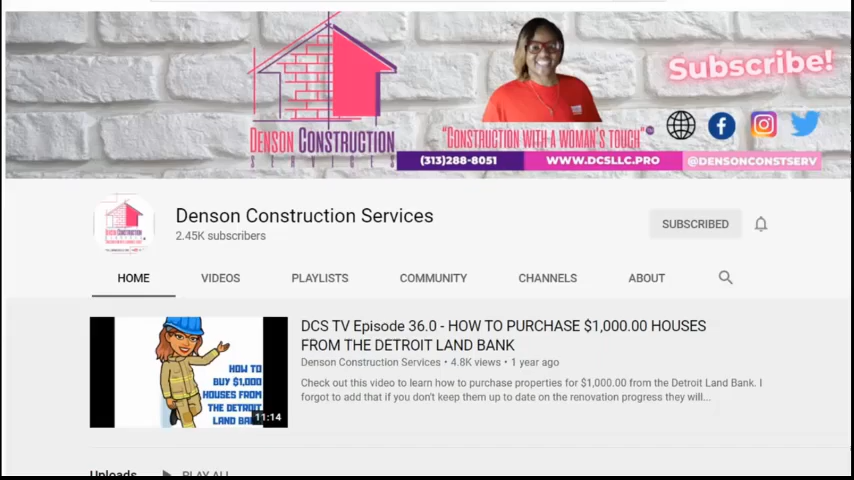 Subscribe!
DENSON CONSTRUCTION
SERVICES
"CONSTRUCTION WITH A WOMAN'S TOUCH"
(313)288-8051 WWW.DCSLLC.PRO @DENSONCONSTSERV
DENSON CONSTRUCTION
Denson Construction Services
2.45K subscribers
SUBSCRIBED
HOME VIDEOS PLAYLISTS COMMUNITY CHANNELS ABOUT
HOW TO
BUY $1,000
HOUSES FROM
THE DETROIT
LAND BANK
11:14
DCS TV Episode 36.0 - HOW TO PURCHASE $1,000.00 HOUSES
FROM THE DETROIT LAND BANK
Denson Construction Services • 4.8K views • 1 year ago
Check out this video to learn how to purchase properties for $1,000.00 from the Detroit Land Bank. I
forgot to add that if you don't keep them up to date on the renovation progress they will...
Uploads PLAY ALL